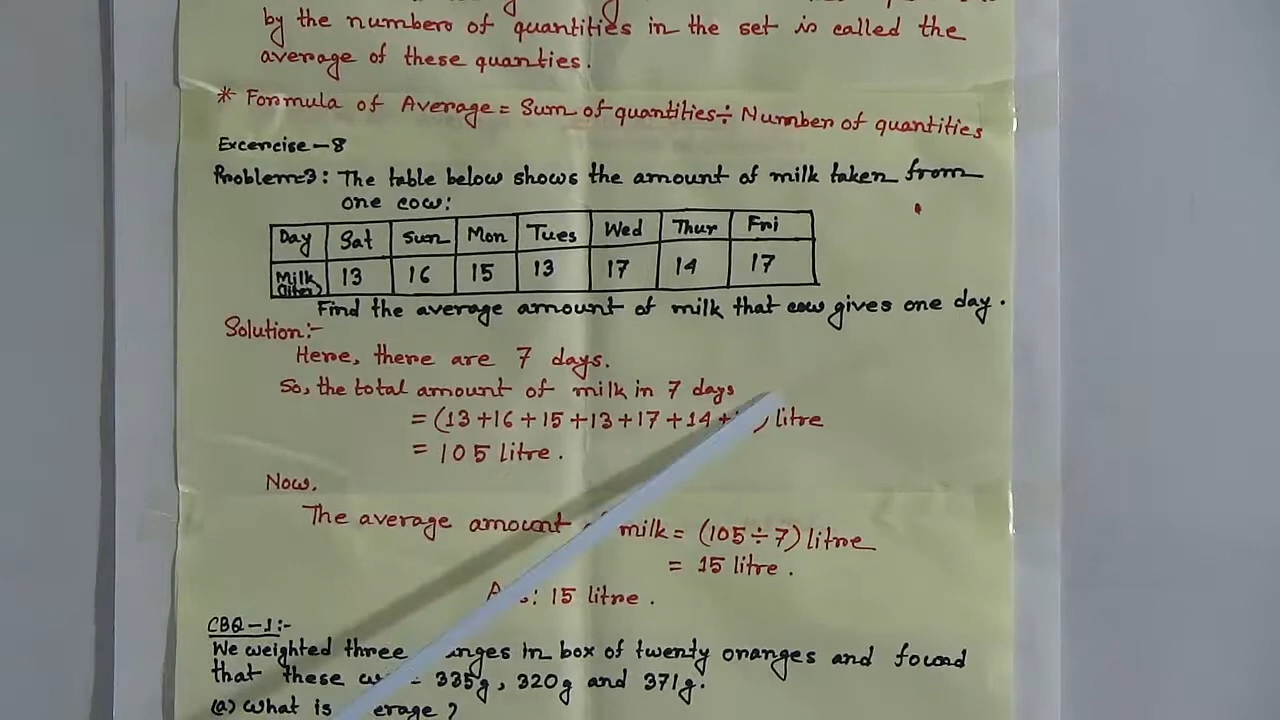 by the numbers of quantities in the set is called the
average of these quanties.
* Formula of Average = Sum of quantities ÷ Number of quantities
Excercise-8
Problem-3: The table below shows the amount of milk taken from
one cow:
Day Sat Sun Mon Tues Wed Thur Fri
Milk (liter) 13 16 15 13 17 14 17
Find the average amount of milk that cow gives one day.
Solution:-
Here, there are 7 days.
So, the total amount of milk in 7 days
= (13+16+15+13+17+14+ ) litre
= 105 litre.
Now,
The average amount milk = (105÷7) litre
= 15 litre.
: 15 litre.
CBQ-1:-
We weighted three in box of twenty oranges and foead
that these 335g, 320g and 371g.
(a) What is ?